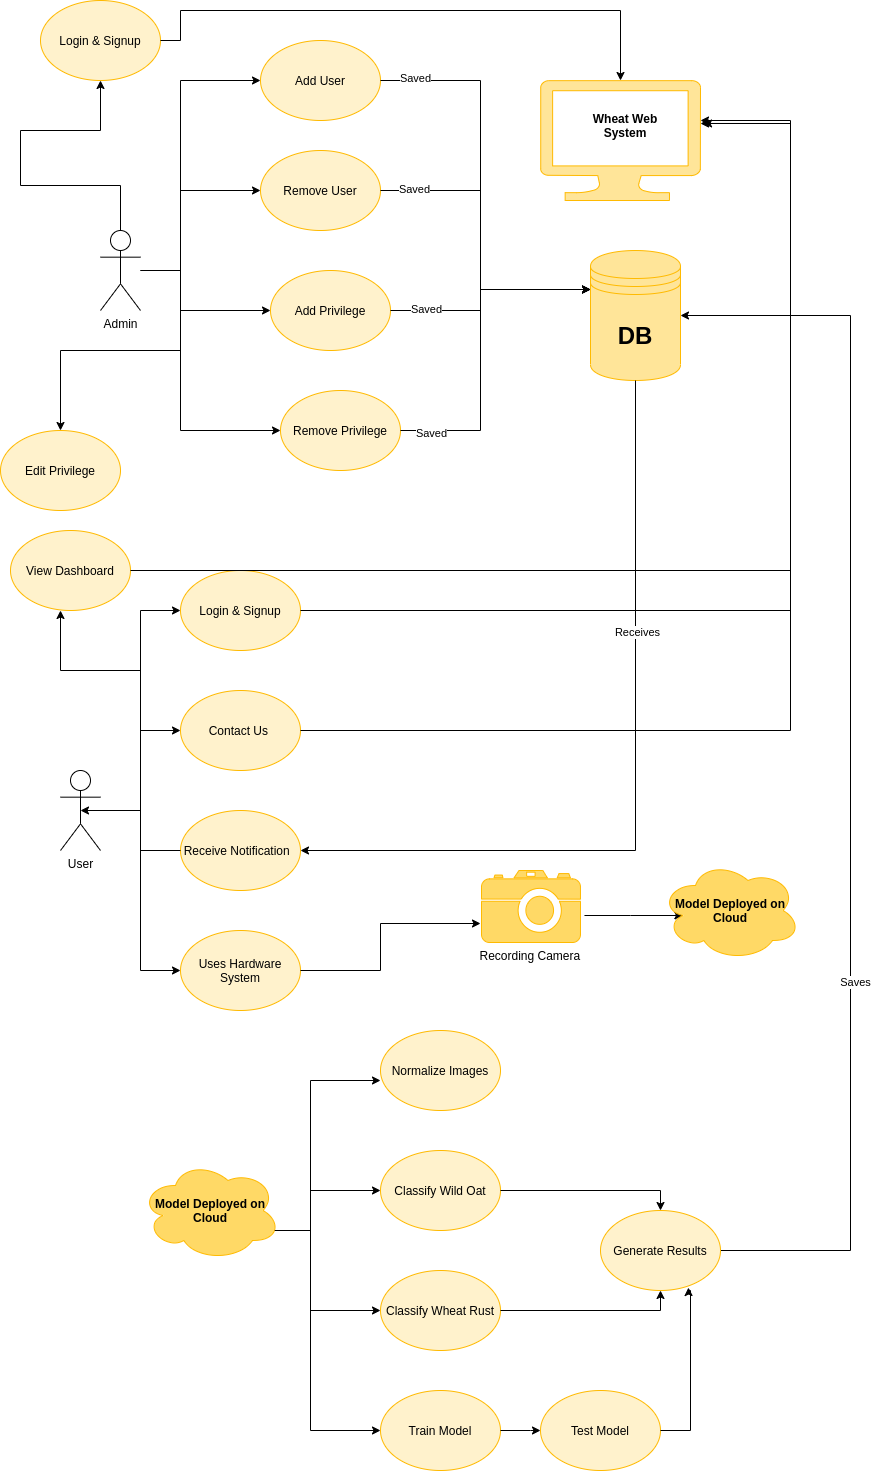 Login & Signup
Add User
Saved
Wheat Web
System
Remove User
Saved
Admin
Add Privilege
Saved
DB
Remove Privilege
Saved
Edit Privilege
View Dashboard
Login & Signup
Receives
Contact Us
User
Receive Notification
Uses Hardware
System
Recording Camera
Model Deployed on
Cloud
Saves
Normalize Images
Model Deployed on
Cloud
Classify Wild Oat
Generate Results
Classify Wheat Rust
Train Model
Test Model